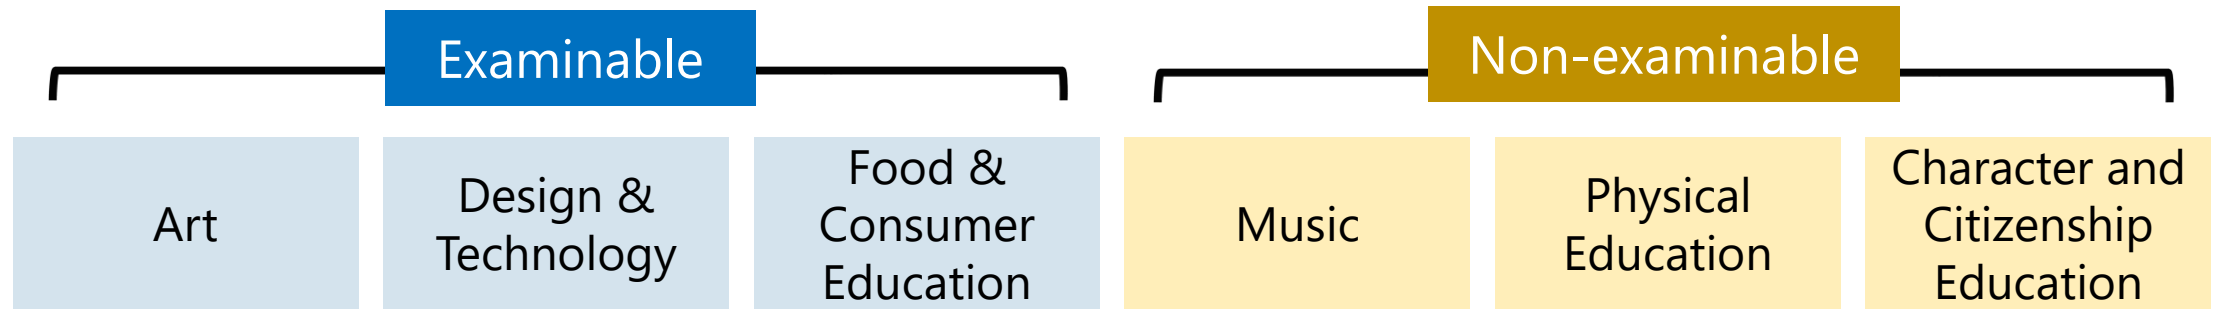 Examinable
Non-examinable
Art
Design &
Technology
Food &
Consumer
Education
Music
Physical
Education
Character and
Citizenship
Education